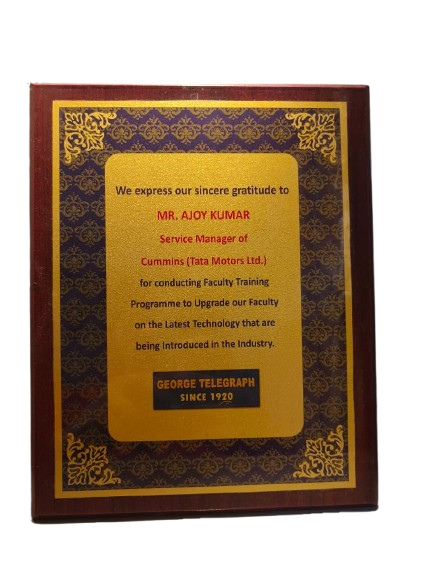 We express our sincere gratitude to
MR. AJOY KUMAR
Service Manager of
Cummins (Tata Motors Ltd.)
for conducting Faculty Training
Programme to Upgrade our Faculty
on the Latest Technology that are
being Introduced in the Industry.
GEORGE TELEGRAPH
SINCE 1920